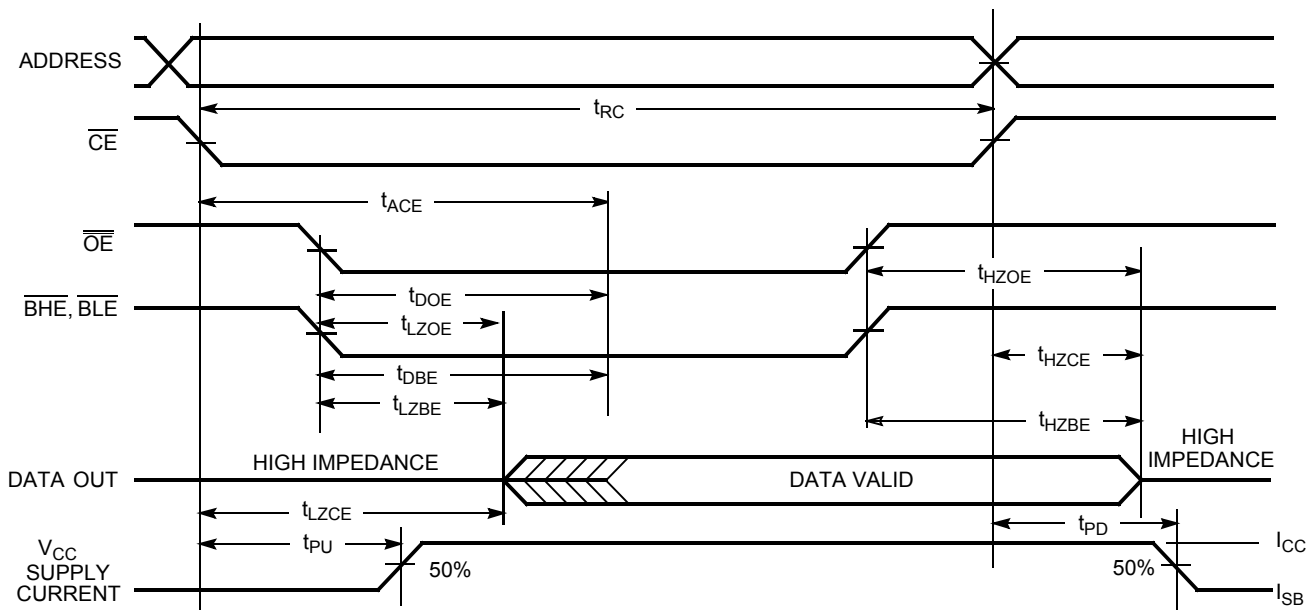 ADDRESS
tRC
CE
tACE
OE
tHZOE
tDOE
BHE, BLE
tLZOE
tHZCE
tDBE
tLZBE
tHZBE
HIGH IMPEDANCE
HIGH
IMPEDANCE
DATA OUT
DATA VALID
tLZCE
tPD
tPU
VCC
SUPPLY
CURRENT
50%
50%
ICC
ISB